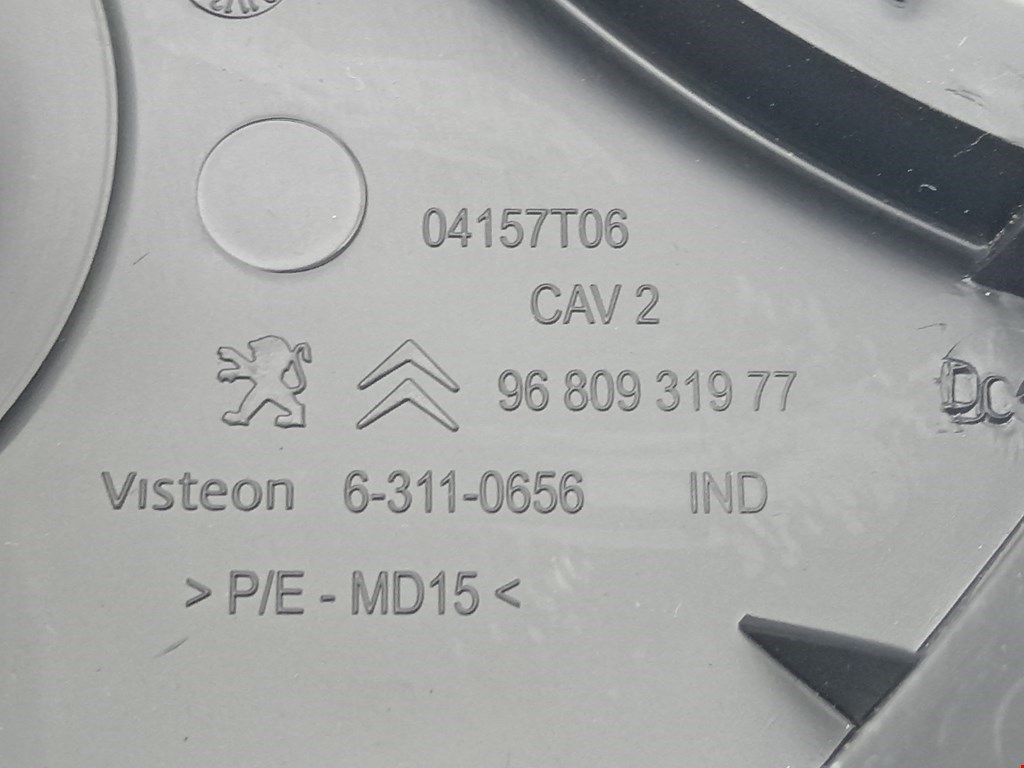 04157T06
CAV 2
96 809 319 77
Visteon 6-311-0656 IND
> P/E - MD15 <